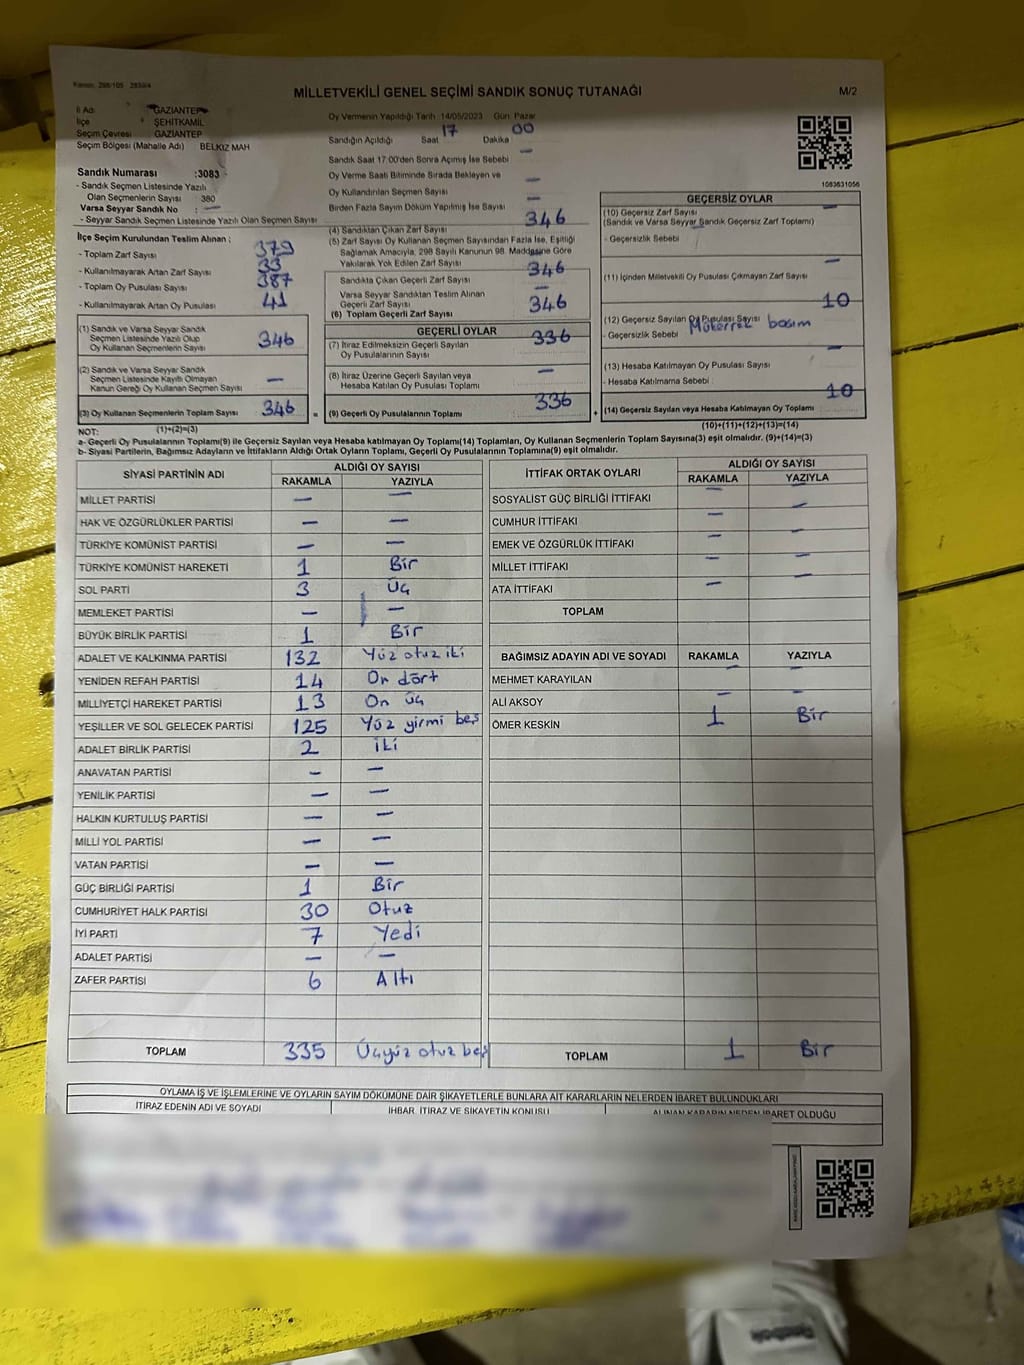 Kanun: 298/105 2839/4
MİLLETVEKİLİ GENEL SEÇİMİ SANDIK SONUÇ TUTANAĞI
M/2
İl Adı : GAZİANTEP
İlçe : ŞEHİTKAMİL
Seçim Çevresi GAZİANTEP
Seçim Bölgesi (Mahalle Adı) BELKIZ MAH
Sandık Numarası :3083
- Sandık Seçmen Listesinde Yazılı
Olan Seçmenlerin Sayısı 380
Varsa Seyyar Sandık No : —
- Seyyar Sandık Seçmen Listesinde Yazılı Olan Seçmen Sayısı
Oy Vermenin Yapıldığı Tarih 14/05/2023 Gün Pazar
Sandığın Açıldığı Saat 17 Dakika 00
Sandık Saat 17:00'den Sonra Açımış İse Sebebi —
Oy Verme Saati Bitiminde Sırada Bekleyen ve
Oy Kullandırılan Seçmen Sayısı —
Birden Fazla Sayım Döküm Yapılmış İse Sayısı —
1083631056
İlçe Seçim Kurulundan Teslim Alınan ;
- Toplam Zarf Sayısı 379
- Kullanılmayarak Artan Zarf Sayısı 33
- Toplam Oy Pusulası Sayısı 387
- Kullanılmayarak Artan Oy Pusulası 41
(1) Sandık ve Varsa Seyyar Sandık
Seçmen Listesinde Yazılı Olup
Oy Kullanan Seçmenlerin Sayısı 346
(2) Sandık ve Varsa Seyyar Sandık
Seçmen Listesinde Kayıtlı Olmayan
Kanun Gereği Oy Kullanan Seçmen Sayısı —
(3) Oy Kullanan Seçmenlerin Toplam Sayısı 346 =
(4) Sandıktan Çıkan Zarf Sayısı 346
(5) Zarf Sayısı Oy Kullanan Seçmen Sayısından Fazla İse, Eşitliği
Sağlamak Amacıyla, 298 Sayılı Kanunun 98. Maddesine Göre
Yakılarak Yok Edilen Zarf Sayısı
Sandıkta Çıkan Geçerli Zarf Sayısı 346
Varsa Seyyar Sandıktan Teslim Alınan
Geçerli Zarf Sayısı —
(6) Toplam Geçerli Zarf Sayısı 346
GEÇERLİ OYLAR
(7) İtiraz Edilmeksizin Geçerli Sayılan
Oy Pusulalarının Sayısı 336
(8) İtiraz Üzerine Geçerli Sayılan veya
Hesaba Katılan Oy Pusulası Toplamı —
(9) Geçerli Oy Pusulalarının Toplamı 336 +
GEÇERSİZ OYLAR
(10) Geçersiz Zarf Sayısı —
(Sandık ve Varsa Seyyar Sandık Geçersiz Zarf Toplamı)
- Geçersizlik Sebebi
(11) İçinden Milletvekili Oy Pusulası Çıkmayan Zarf Sayısı —
(12) Geçersiz Sayılan Oy Pusulası Sayısı 10
- Geçersizlik Sebebi Mükerrer basım
(13) Hesaba Katılmayan Oy Pusulası Sayısı —
- Hesaba Katılmama Sebebi
(14) Geçersiz Sayılan veya Hesaba Katılmayan Oy Toplamı 10
NOT: (1)+(2)=(3)
(10)+(11)+(12)+(13)=(14)
a- Geçerli Oy Pusulalarının Toplamı(9) ile Geçersiz Sayılan veya Hesaba katılmayan Oy Toplamı(14) Toplamları, Oy Kullanan Seçmenlerin Toplam Sayısına(3) eşit olmalıdır. (9)+(14)=(3)
b- Siyasi Partilerin, Bağımsız Adayların ve İttifakların Aldığı Ortak Oyların Toplamı, Geçerli Oy Pusulalarının Toplamına(9) eşit olmalıdır.
SİYASİ PARTİNİN ADI ALDIĞI OY SAYISI
RAKAMLA YAZIYLA
MİLLET PARTİSİ — —
HAK VE ÖZGÜRLÜKLER PARTİSİ — —
TÜRKİYE KOMÜNİST PARTİSİ — —
TÜRKİYE KOMÜNİST HAREKETİ 1 Bir
SOL PARTİ 3 Üç
MEMLEKET PARTİSİ — —
BÜYÜK BİRLİK PARTİSİ 1 Bir
ADALET VE KALKINMA PARTİSİ 132 Yüz otuz iki
YENİDEN REFAH PARTİSİ 14 On dört
MİLLİYETÇİ HAREKET PARTİSİ 13 On üç
YEŞİLLER VE SOL GELECEK PARTİSİ 125 Yüz yirmi beş
ADALET BİRLİK PARTİSİ 2 iki
ANAVATAN PARTİSİ — —
YENİLİK PARTİSİ — —
HALKIN KURTULUŞ PARTİSİ — —
MİLLİ YOL PARTİSİ — —
VATAN PARTİSİ — —
GÜÇ BİRLİĞİ PARTİSİ 1 Bir
CUMHURİYET HALK PARTİSİ 30 Otuz
İYİ PARTİ 7 Yedi
ADALET PARTİSİ — —
ZAFER PARTİSİ 6 Altı
TOPLAM 335 Üçyüz otuz beş
İTTİFAK ORTAK OYLARI ALDIĞI OY SAYISI
RAKAMLA YAZIYLA
SOSYALİST GÜÇ BİRLİĞİ İTTİFAKI — —
CUMHUR İTTİFAKI — —
EMEK VE ÖZGÜRLÜK İTTİFAKI — —
MİLLET İTTİFAKI — —
ATA İTTİFAKI — —
TOPLAM
BAĞIMSIZ ADAYIN ADI VE SOYADI RAKAMLA YAZIYLA
MEHMET KARAYILAN — —
ALİ AKSOY — —
ÖMER KESKİN 1 Bir
TOPLAM 1 Bir
OYLAMA İŞ VE İŞLEMLERİNE VE OYLARIN SAYIM DÖKÜMÜNE DAİR ŞİKAYETLERLE BUNLARA AİT KARARLARIN NELERDEN İBARET BULUNDUKLARI
İTİRAZ EDENİN ADI VE SOYADI İHBAR, İTİRAZ VE ŞİKAYETİN KONUSU ALINAN KARARIN NEDEN İBARET OLDUĞU